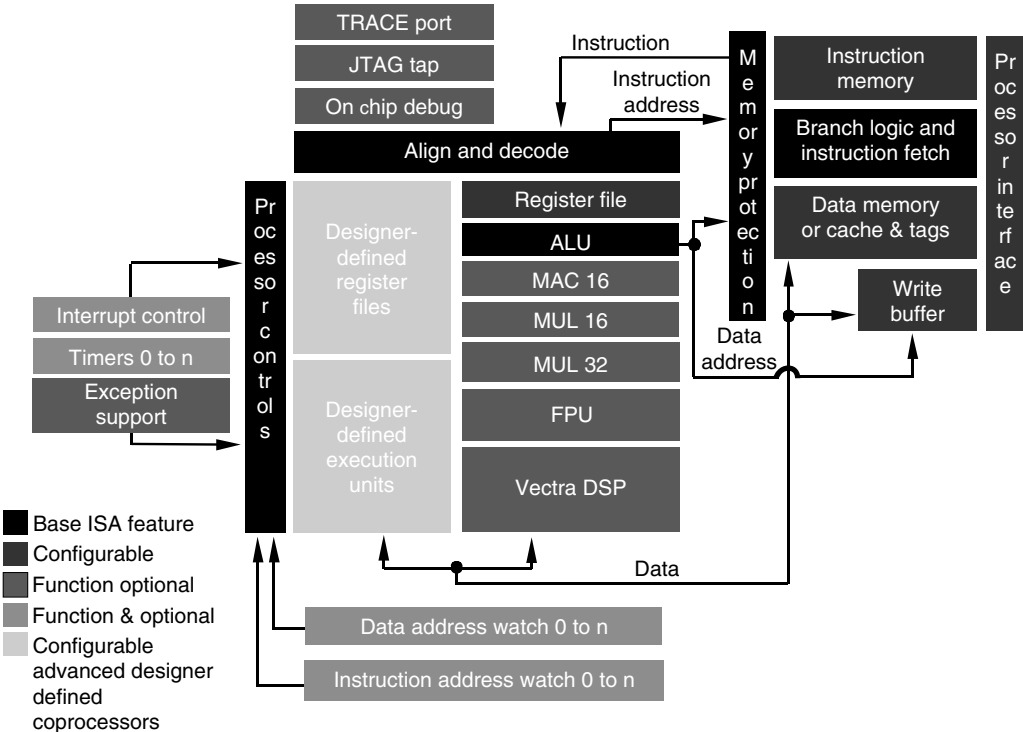 TRACE port
JTAG tap
On chip debug
Instruction
Instruction
address
Align and decode
M
e
m
or
y
pr
ot
ec
ti
o
n
Instruction
memory
Branch logic and
instruction fetch
Data memory
or cache & tags
Write
buffer
Pr
oc
es
so
r
in
te
rf
ac
e
Pr
oc
es
so
r
c
on
tr
ol
s
Designer-
defined
register
files
Designer-
defined
execution
units
Register file
ALU
MAC 16
MUL 16
MUL 32
FPU
Vectra DSP
Data
address
Interrupt control
Timers 0 to n
Exception
support
Data
Base ISA feature
Configurable
Function optional
Function & optional
Configurable
advanced designer
defined
coprocessors
Data address watch 0 to n
Instruction address watch 0 to n